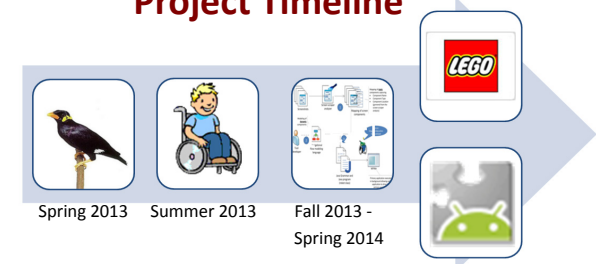 Project Timeline
LEGO
Spring 2013
Summer 2013
Fall 2013 -
Spring 2014